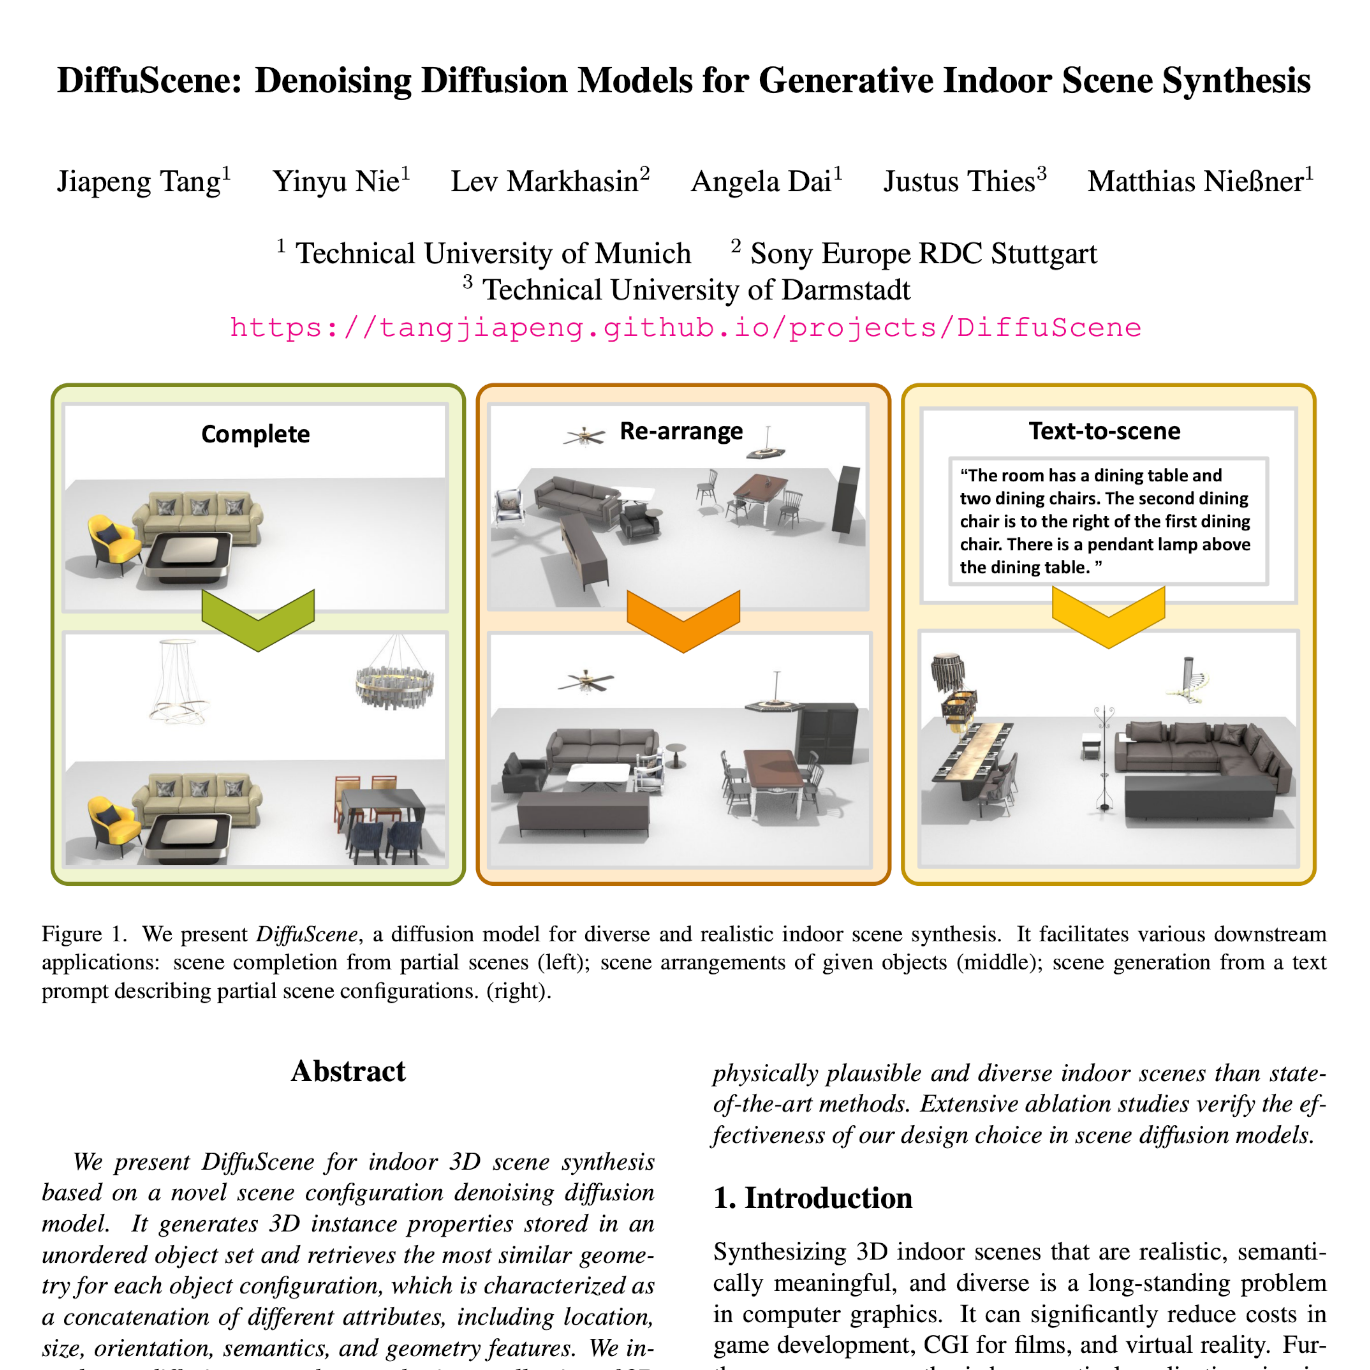 DiffuScene: Denoising Diffusion Models for Generative Indoor Scene Synthesis
Jiapeng Tang¹ Yinyu Nie¹ Lev Markhasin² Angela Dai¹ Justus Thies³ Matthias Nießner¹
¹ Technical University of Munich ² Sony Europe RDC Stuttgart
³ Technical University of Darmstadt
https://tangjiapeng.github.io/projects/DiffuScene
Complete
Re-arrange
Text-to-scene
“The room has a dining table and
two dining chairs. The second dining
chair is to the right of the first dining
chair. There is a pendant lamp above
the dining table. ”
Figure 1. We present DiffuScene, a diffusion model for diverse and realistic indoor scene synthesis. It facilitates various downstream
applications: scene completion from partial scenes (left); scene arrangements of given objects (middle); scene generation from a text
prompt describing partial scene configurations. (right).
Abstract
We present DiffuScene for indoor 3D scene synthesis
based on a novel scene configuration denoising diffusion
model. It generates 3D instance properties stored in an
unordered object set and retrieves the most similar geome-
try for each object configuration, which is characterized as
a concatenation of different attributes, including location,
size, orientation, semantics, and geometry features. We in-
physically plausible and diverse indoor scenes than state-
of-the-art methods. Extensive ablation studies verify the ef-
fectiveness of our design choice in scene diffusion models.
1. Introduction
Synthesizing 3D indoor scenes that are realistic, semanti-
cally meaningful, and diverse is a long-standing problem
in computer graphics. It can significantly reduce costs in
game development, CGI for films, and virtual reality. Fur-